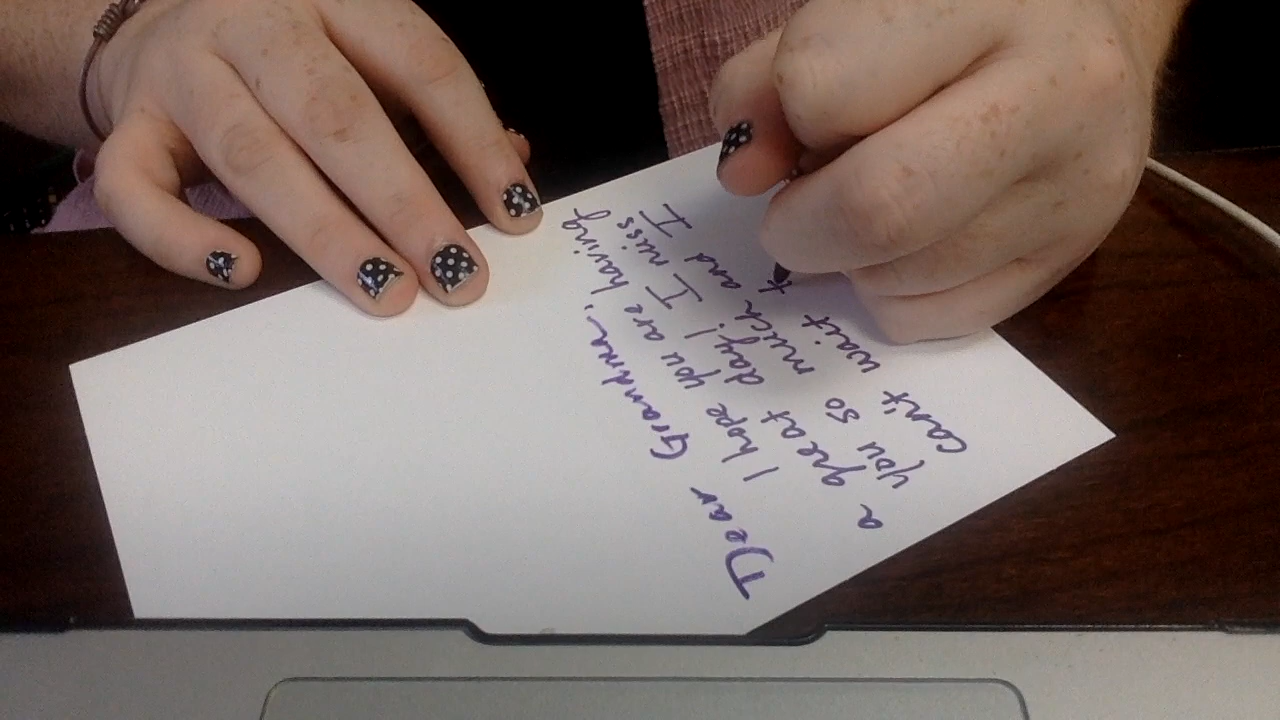 Dear Grandma,
I hope you are having
a great day! I miss
you so much and I
can't wait t